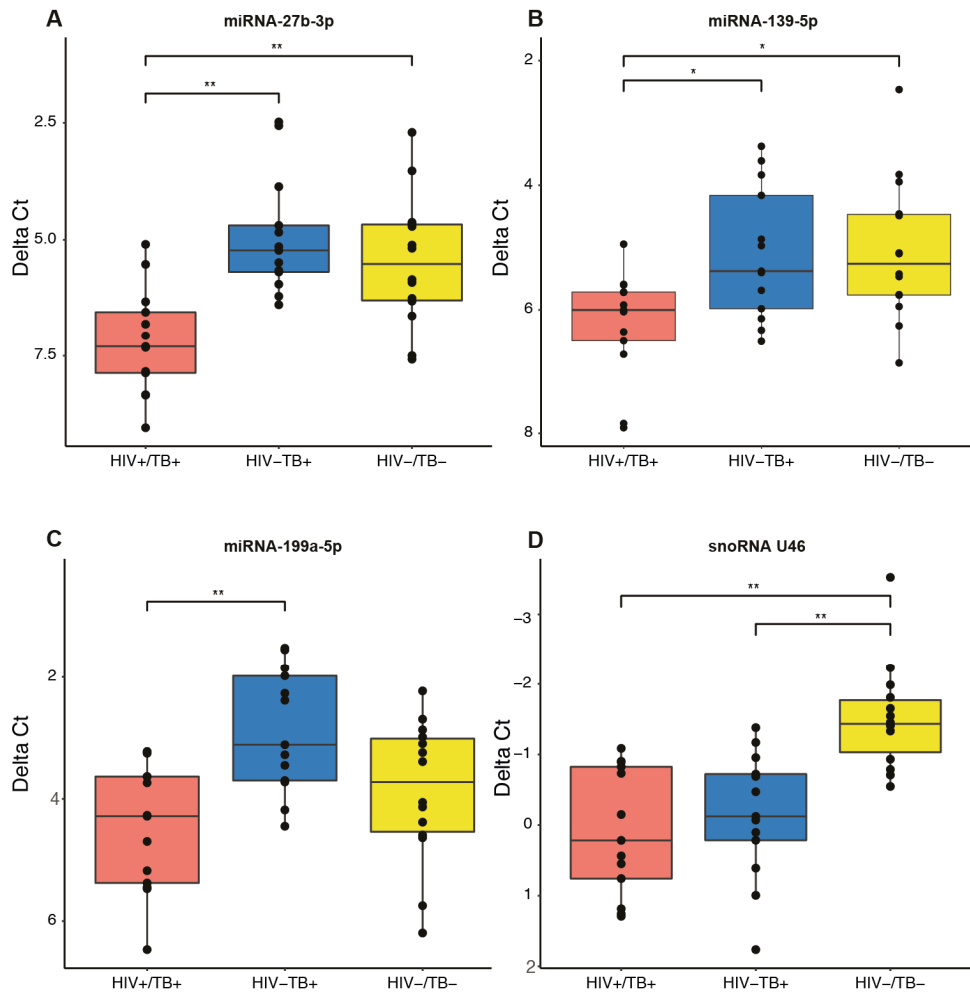 A
miRNA-27b-3p
**
**
2.5
5.0
7.5
Delta Ct
HIV+/TB+ HIV−TB+ HIV−/TB−
B
miRNA-139-5p
*
*
2
4
6
8
Delta Ct
HIV+/TB+ HIV−TB+ HIV−/TB−
C
miRNA-199a-5p
**
2
4
6
Delta Ct
HIV+/TB+ HIV−TB+ HIV−/TB−
D
snoRNA U46
**
**
−3
−2
−1
0
1
2
Delta Ct
HIV+/TB+ HIV−TB+ HIV−/TB−